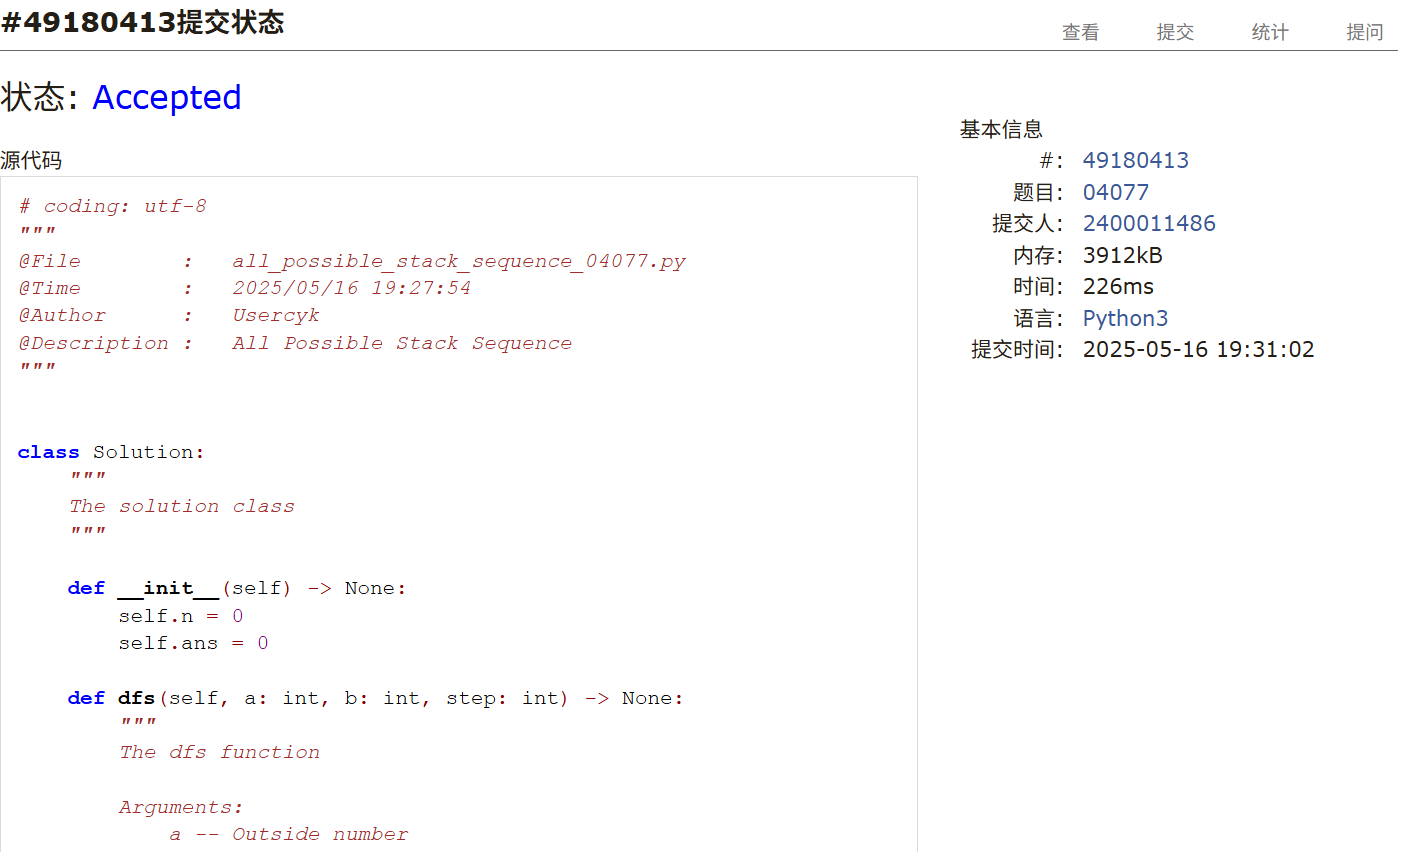 #49180413提交状态
查看 提交 统计 提问
状态: Accepted
源代码
# coding: utf-8
"""
@File        :   all_possible_stack_sequence_04077.py
@Time        :   2025/05/16 19:27:54
@Author      :   Usercyk
@Description :   All Possible Stack Sequence
"""
class Solution:
    """
    The solution class
    """
    def __init__(self) -> None:
        self.n = 0
        self.ans = 0
    def dfs(self, a: int, b: int, step: int) -> None:
        """
        The dfs function
        Arguments:
            a -- Outside number
基本信息
#: 49180413
题目: 04077
提交人: 2400011486
内存: 3912kB
时间: 226ms
语言: Python3
提交时间: 2025-05-16 19:31:02